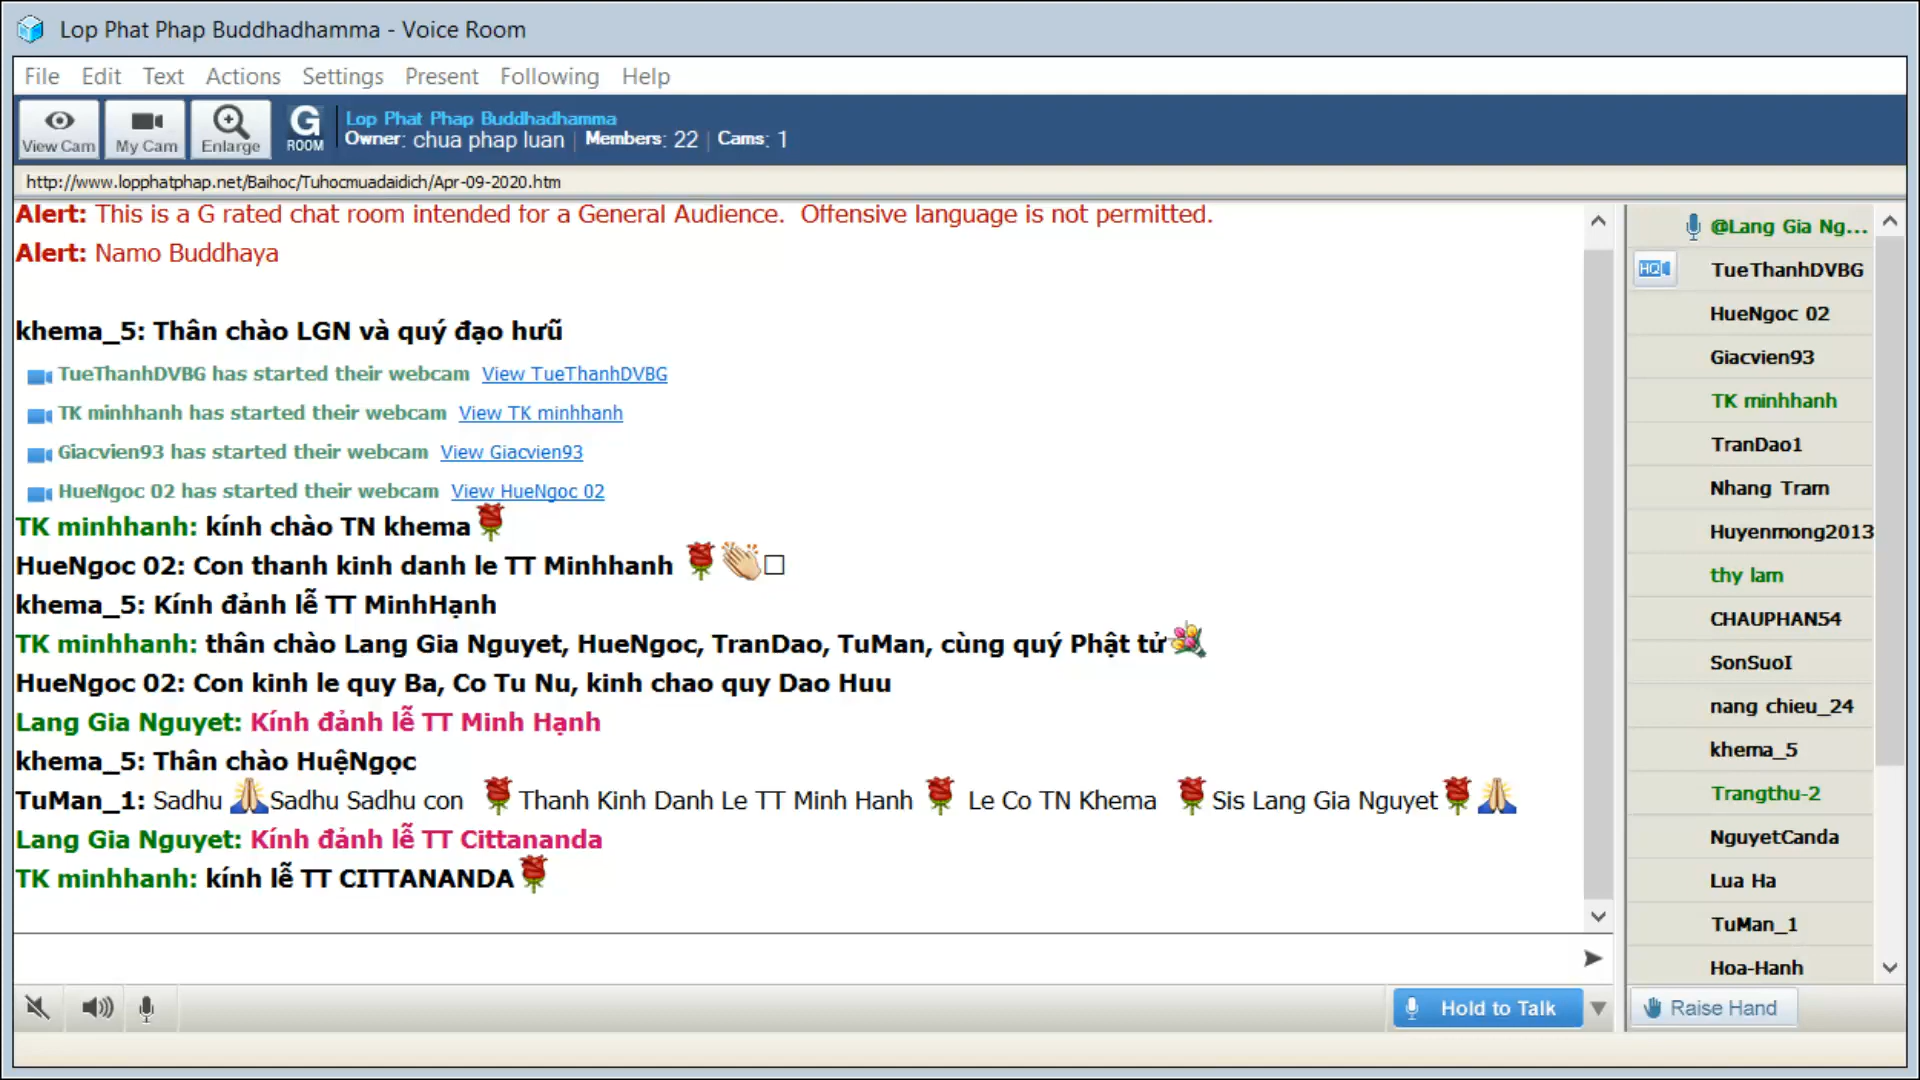 Lop Phat Phap Buddhadhamma - Voice Room
File Edit Text Actions Settings Present Following Help
View Cam My Cam Enlarge G ROOM
Lop Phat Phap Buddhadhamma
Owner: chua phap luan | Members: 22 | Cams: 1
http://www.lopphatphap.net/Baihoc/Tuhocmuadaidich/Apr-09-2020.htm
Alert: This is a G rated chat room intended for a General Audience. Offensive language is not permitted.
Alert: Namo Buddhaya
khema_5: Thân chào LGN và quý đạo hưũ
TueThanhDVBG has started their webcam View TueThanhDVBG
TK minhhanh has started their webcam View TK minhhanh
Giacvien93 has started their webcam View Giacvien93
HueNgoc 02 has started their webcam View HueNgoc 02
TK minhhanh: kính chào TN khema🌹
HueNgoc 02: Con thanh kinh danh le TT Minhhanh 🌹👏□
khema_5: Kính đảnh lễ TT MinhHạnh
TK minhhanh: thân chào Lang Gia Nguyet, HueNgoc, TranDao, TuMan, cùng quý Phật tử💐
HueNgoc 02: Con kinh le quy Ba, Co Tu Nu, kinh chao quy Dao Huu
Lang Gia Nguyet: Kính đảnh lễ TT Minh Hạnh
khema_5: Thân chào HuệNgọc
TuMan_1: Sadhu 🙏Sadhu Sadhu con 🌹Thanh Kinh Danh Le TT Minh Hanh 🌹 Le Co TN Khema 🌹Sis Lang Gia Nguyet🌹🙏
Lang Gia Nguyet: Kính đảnh lễ TT Cittananda
TK minhhanh: kính lễ TT CITTANANDA🌹
Hold to Talk
@Lang Gia Ng...
HQ TueThanhDVBG
HueNgoc 02
Giacvien93
TK minhhanh
TranDao1
Nhang Tram
Huyenmong2013
thy lam
CHAUPHAN54
SonSuoI
nang chieu_24
khema_5
Trangthu-2
NguyetCanda
Lua Ha
TuMan_1
Hoa-Hanh
Raise Hand